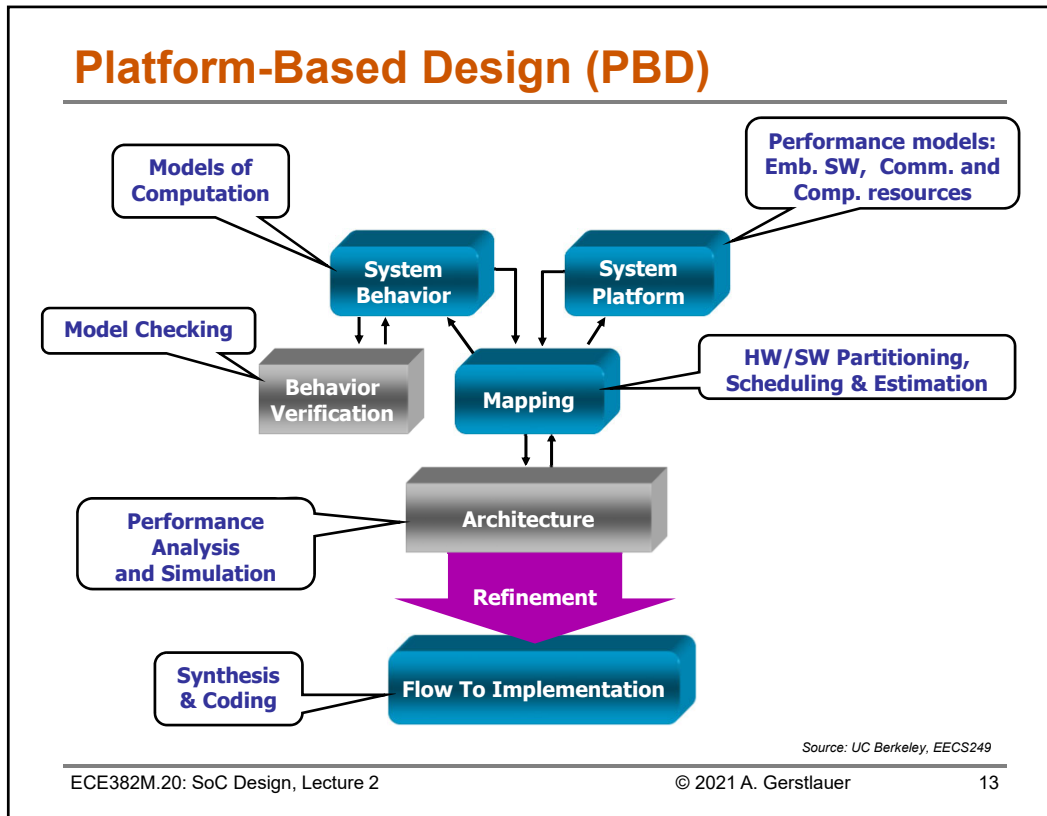 Platform-Based Design (PBD)
Models of
Computation
Performance models:
Emb. SW, Comm. and
Comp. resources
System
Behavior
System
Platform
Model Checking
Behavior
Verification
Mapping
HW/SW Partitioning,
Scheduling & Estimation
Performance
Analysis
and Simulation
Architecture
Refinement
Synthesis
& Coding
Flow To Implementation
Source: UC Berkeley, EECS249
ECE382M.20: SoC Design, Lecture 2
© 2021 A. Gerstlauer
13